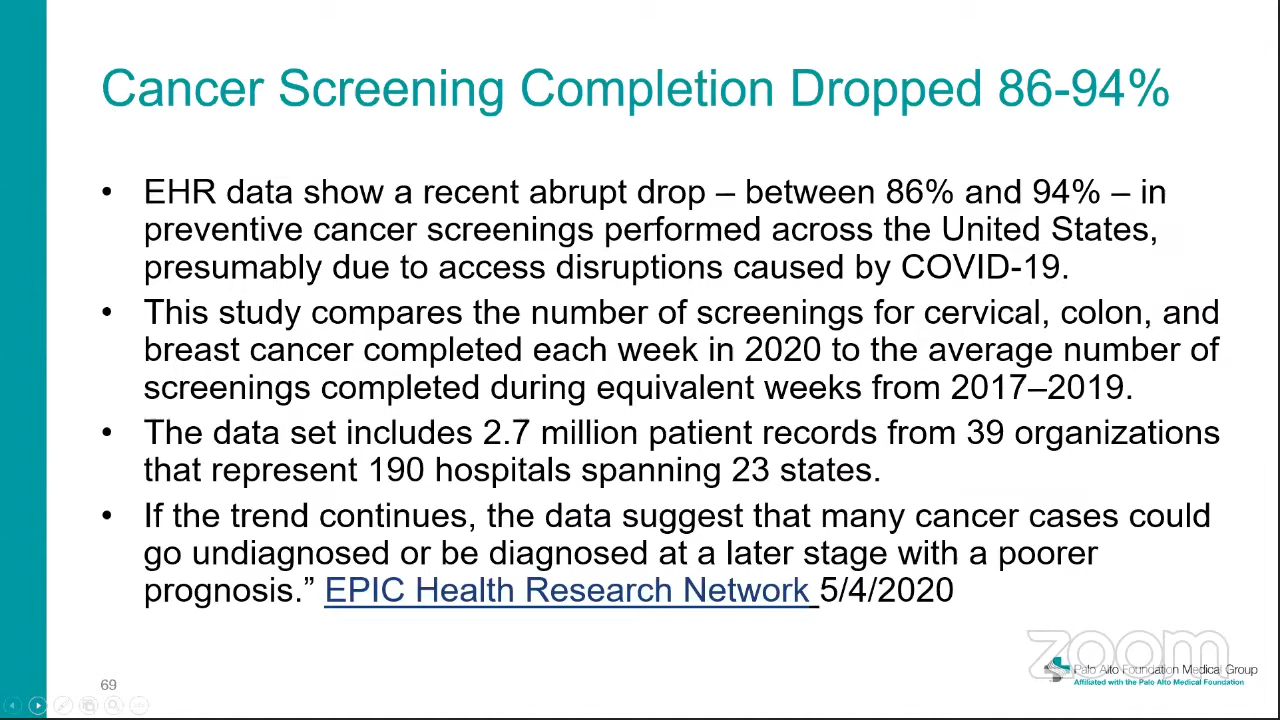 Cancer Screening Completion Dropped 86-94%
• EHR data show a recent abrupt drop – between 86% and 94% – in
preventive cancer screenings performed across the United States,
presumably due to access disruptions caused by COVID-19.
• This study compares the number of screenings for cervical, colon, and
breast cancer completed each week in 2020 to the average number of
screenings completed during equivalent weeks from 2017–2019.
• The data set includes 2.7 million patient records from 39 organizations
that represent 190 hospitals spanning 23 states.
• If the trend continues, the data suggest that many cancer cases could
go undiagnosed or be diagnosed at a later stage with a poorer
prognosis.” EPIC Health Research Network 5/4/2020
zoom
Palo Alto Foundation Medical Group
Affiliated with the Palo Alto Medical Foundation
69